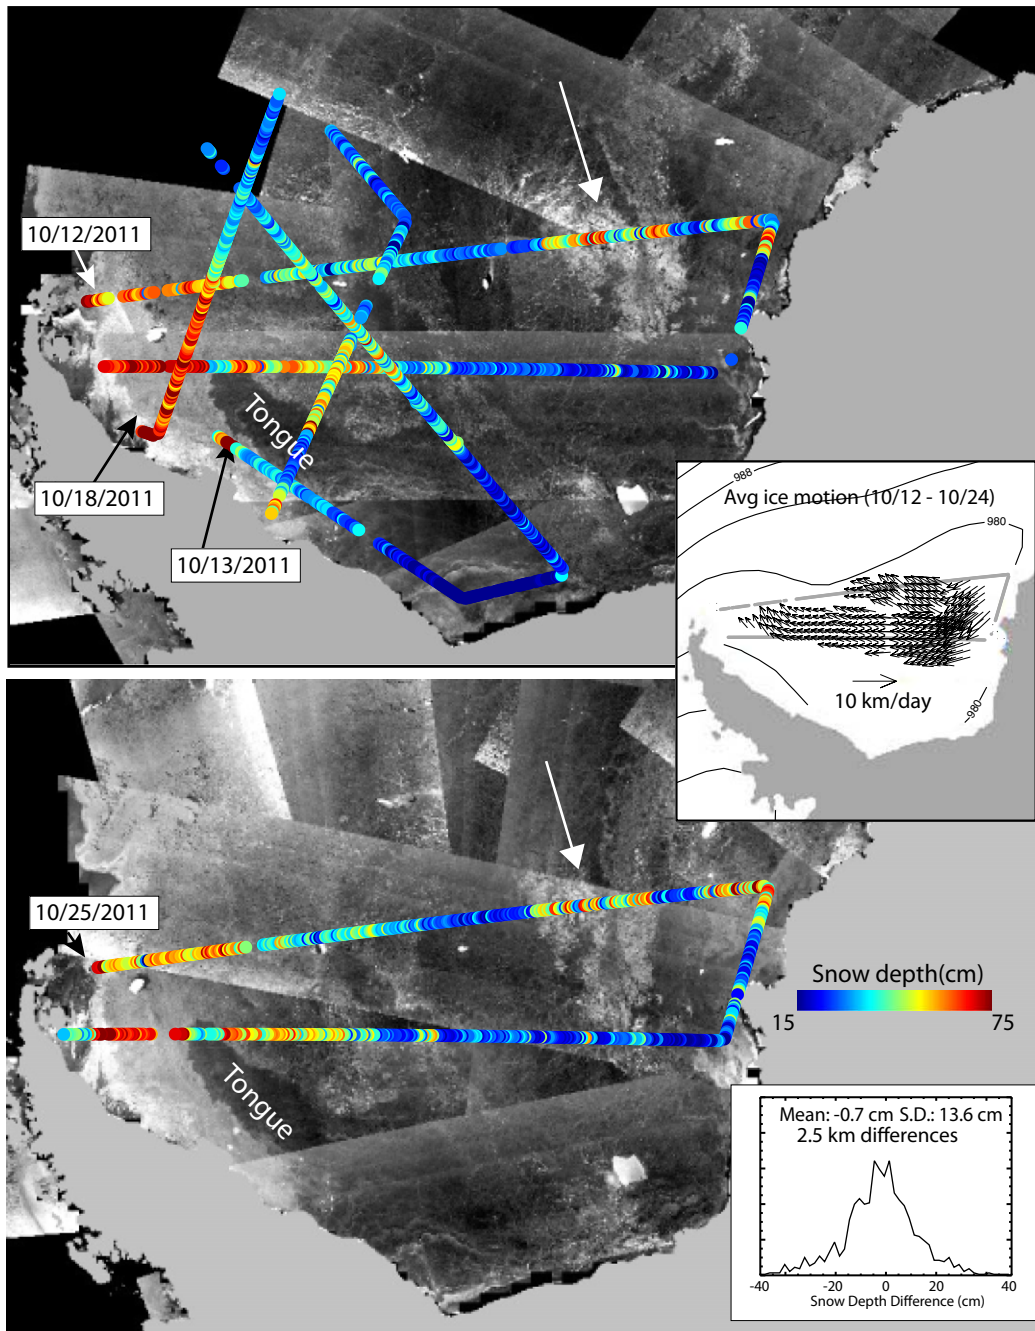 10/12/2011
Tongue
10/18/2011
10/13/2011
988
Avg ice motion (10/12 - 10/24)
980
10 km/day
980
10/25/2011
Snow depth(cm)
15 75
Tongue
Mean: -0.7 cm S.D.: 13.6 cm
2.5 km differences
-40 -20 0 20 40
Snow Depth Difference (cm)